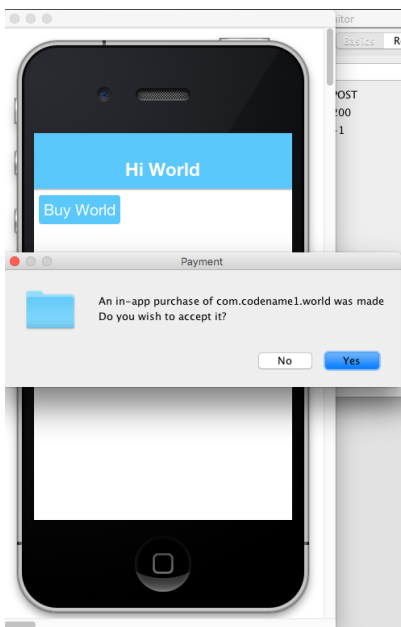 itor
Basics R
POST
200
-1
Hi World
Buy World
Payment
An in-app purchase of com.codename1.world was made
Do you wish to accept it?
No Yes